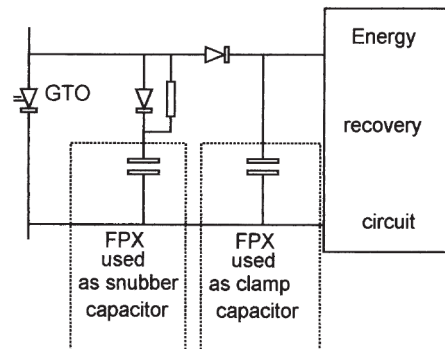 Energy
GTO
recovery
circuit
FPX
used
as snubber
capacitor
FPX
used
as clamp
capacitor